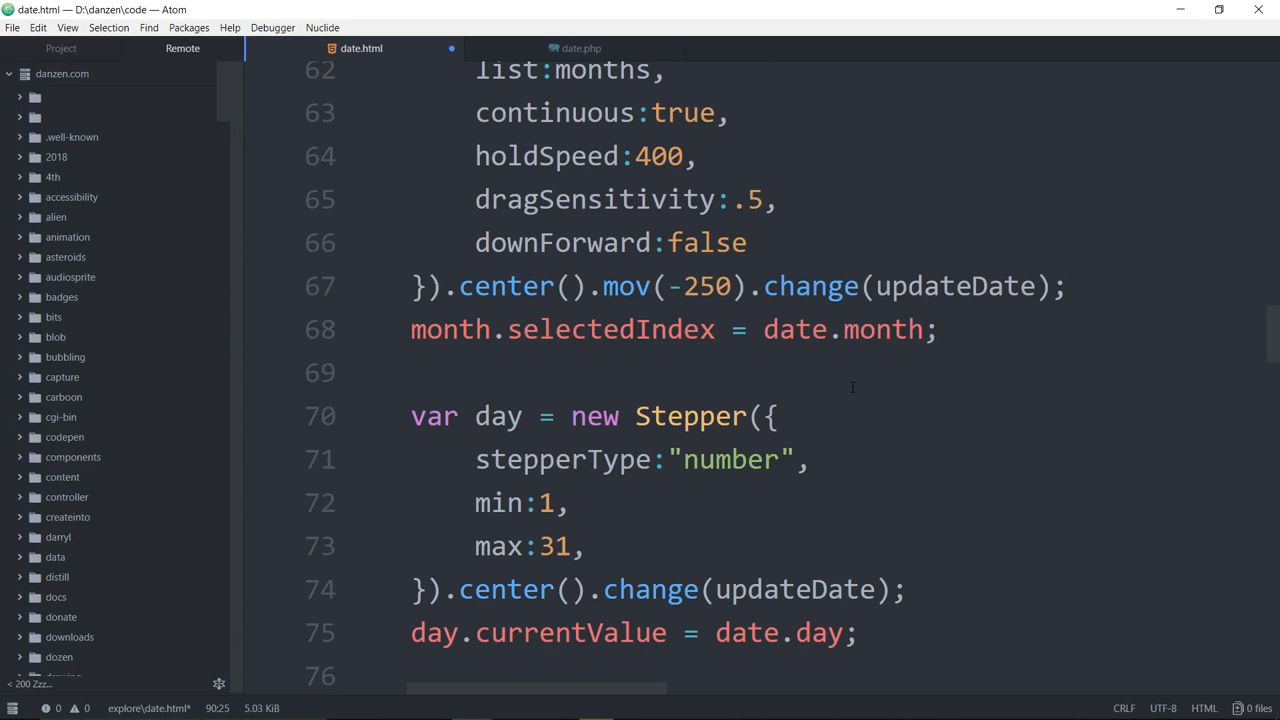 date.html — D:\danzen\code — Atom
File Edit View Selection Find Packages Help Debugger Nuclide
Project Remote date.html date.php
danzen.com
.well-known
2018
4th
accessibility
alien
animation
asteroids
audiosprite
badges
bits
blob
bubbling
capture
carboon
cgi-bin
codepen
components
content
controller
createinto
darryl
data
distill
docs
donate
downloads
dozen
< 200 Zzz...
62 list:months,
63 continuous:true,
64 holdSpeed:400,
65 dragSensitivity:.5,
66 downForward:false
67 }).center().mov(-250).change(updateDate);
68 month.selectedIndex = date.month;
69
70 var day = new Stepper({
71 stepperType:"number",
72 min:1,
73 max:31,
74 }).center().change(updateDate);
75 day.currentValue = date.day;
76
0 0 explore\date.html* 90:25 5.03 KiB CRLF UTF-8 HTML 0 files